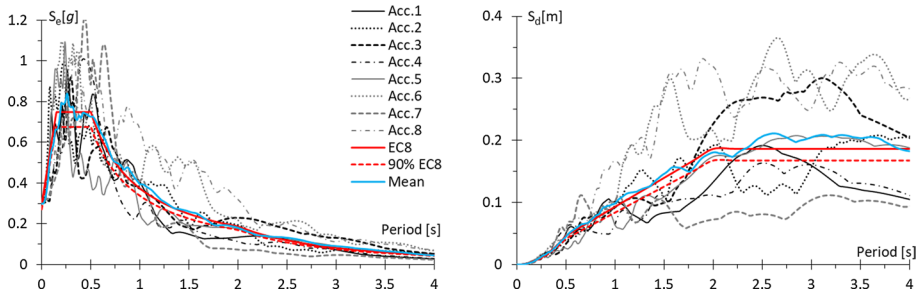 Se[g]
1.2
1
0.8
0.6
0.4
0.2
0
0 0.5 1 1.5 2 2.5 3 3.5 4
Period [s]
Acc.1
Acc.2
Acc.3
Acc.4
Acc.5
Acc.6
Acc.7
Acc.8
EC8
90% EC8
Mean
Sd[m]
0.4
0.3
0.2
0.1
0
0 0.5 1 1.5 2 2.5 3 3.5 4
Period [s]